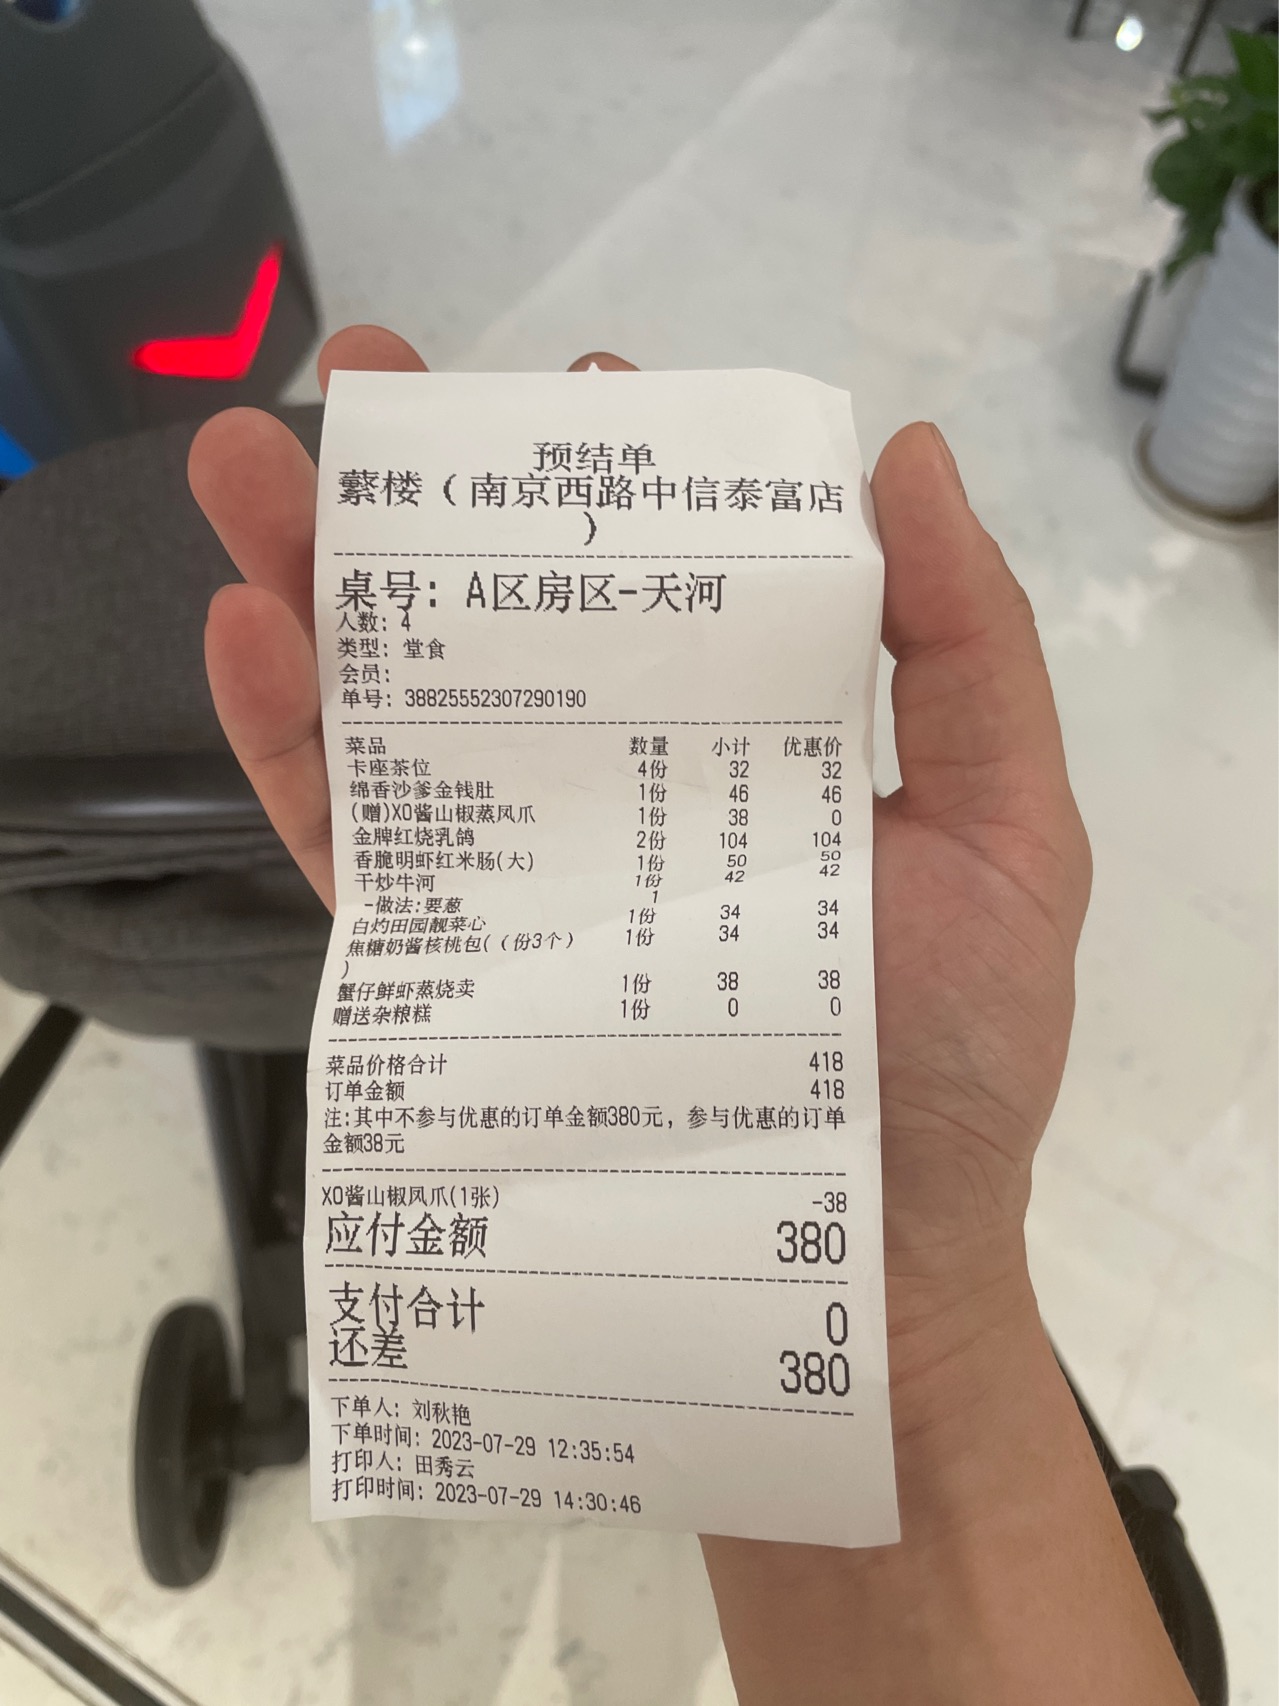 预结单
蘩楼（南京西路中信泰富店
）
桌号：A区房区-天河
人数：4
类型：堂食
会员：
单号：38825552307290190
菜品 数量 小计 优惠价
卡座茶位 4份 32 32
绵香沙爹金钱肚 1份 46 46
(赠)XO酱山椒蒸凤爪 1份 38 0
金牌红烧乳鸽 2份 104 104
香脆明虾红米肠(大) 1份 50 50
干炒牛河 1份 42 42
-做法:要葱 1
白灼田园靓菜心 1份 34 34
焦糖奶酱核桃包(（份3个）
) 1份 34 34
蟹仔鲜虾蒸烧卖 1份 38 38
赠送杂粮糕 1份 0 0
菜品价格合计 418
订单金额 418
注:其中不参与优惠的订单金额380元，参与优惠的订单
金额38元
XO酱山椒凤爪(1张) -38
应付金额 380
支付合计 0
还差 380
下单人：刘秋艳
下单时间：2023-07-29 12:35:54
打印人：田秀云
打印时间：2023-07-29 14:30:46